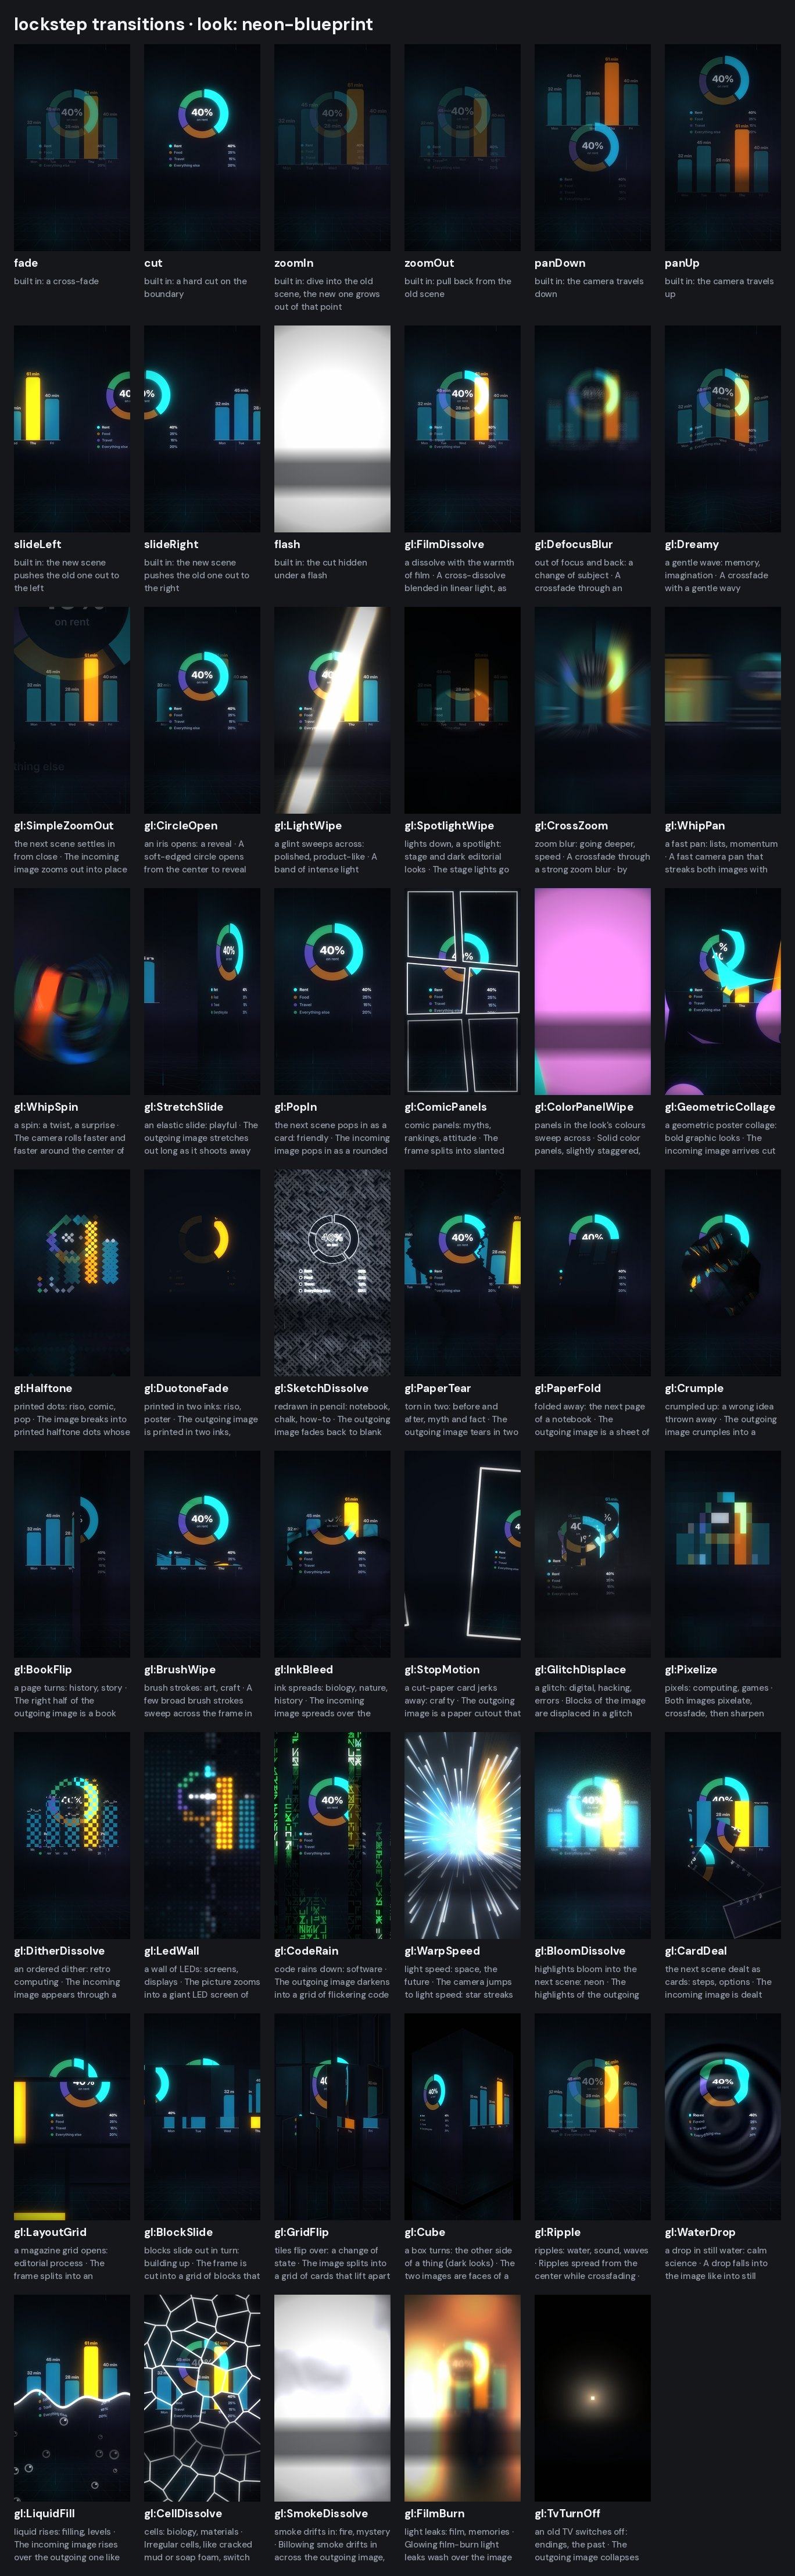 lockstep transitions · look: neon-blueprint
fade
built in: a cross-fade
cut
built in: a hard cut on the
boundary
zoomIn
built in: dive into the old
scene, the new one grows
out of that point
zoomOut
built in: pull back from the
old scene
panDown
built in: the camera travels
down
panUp
built in: the camera travels
up
slideLeft
built in: the new scene
pushes the old one out to
the left
slideRight
built in: the new scene
pushes the old one out to
the right
flash
built in: the cut hidden
under a flash
gl:FilmDissolve
a dissolve with the warmth
of film · A cross-dissolve
blended in linear light, as
gl:DefocusBlur
out of focus and back: a
change of subject · A
crossfade through an
gl:Dreamy
a gentle wave: memory,
imagination · A crossfade
with a gentle wavy
gl:SimpleZoomOut
the next scene settles in
from close · The incoming
image zooms out into place
gl:CircleOpen
an iris opens: a reveal · A
soft-edged circle opens
from the center to reveal
gl:LightWipe
a glint sweeps across:
polished, product-like · A
band of intense light
gl:SpotlightWipe
lights down, a spotlight:
stage and dark editorial
looks · The stage lights go
gl:CrossZoom
zoom blur: going deeper,
speed · A crossfade through
a strong zoom blur · by
gl:WhipPan
a fast pan: lists, momentum
· A fast camera pan that
streaks both images with
gl:WhipSpin
a spin: a twist, a surprise ·
The camera rolls faster and
faster around the center of
gl:StretchSlide
an elastic slide: playful · The
outgoing image stretches
out long as it shoots away
gl:PopIn
the next scene pops in as a
card: friendly · The incoming
image pops in as a rounded
gl:ComicPanels
comic panels: myths,
rankings, attitude · The
frame splits into slanted
gl:ColorPanelWipe
panels in the look's colours
sweep across · Solid color
panels, slightly staggered,
gl:GeometricCollage
a geometric poster collage:
bold graphic looks · The
incoming image arrives cut
gl:Halftone
printed dots: riso, comic,
pop · The image breaks into
printed halftone dots whose
gl:DuotoneFade
printed in two inks: riso,
poster · The outgoing image
is printed in two inks,
gl:SketchDissolve
redrawn in pencil: notebook,
chalk, how-to · The outgoing
image fades back to blank
gl:PaperTear
torn in two: before and
after, myth and fact · The
outgoing image tears in two
gl:PaperFold
folded away: the next page
of a notebook · The
outgoing image is a sheet of
gl:Crumple
crumpled up: a wrong idea
thrown away · The outgoing
image crumples into a
gl:BookFlip
a page turns: history, story ·
The right half of the
outgoing image is a book
gl:BrushWipe
brush strokes: art, craft · A
few broad brush strokes
sweep across the frame in
gl:InkBleed
ink spreads: biology, nature,
history · The incoming
image spreads over the
gl:StopMotion
a cut-paper card jerks
away: crafty · The outgoing
image is a paper cutout that
gl:GlitchDisplace
a glitch: digital, hacking,
errors · Blocks of the image
are displaced in a glitch
gl:Pixelize
pixels: computing, games ·
Both images pixelate,
crossfade, then sharpen
gl:DitherDissolve
an ordered dither: retro
computing · The incoming
image appears through a
gl:LedWall
a wall of LEDs: screens,
displays · The picture zooms
into a giant LED screen of
gl:CodeRain
code rains down: software ·
The outgoing image darkens
into a grid of flickering code
gl:WarpSpeed
light speed: space, the
future · The camera jumps
to light speed: star streaks
gl:BloomDissolve
highlights bloom into the
next scene: neon · The
highlights of the outgoing
gl:CardDeal
the next scene dealt as
cards: steps, options · The
incoming image is dealt
gl:LayoutGrid
a magazine grid opens:
editorial process · The
frame splits into an
gl:BlockSlide
blocks slide out in turn:
building up · The frame is
cut into a grid of blocks that
gl:GridFlip
tiles flip over: a change of
state · The image splits into
a grid of cards that lift apart
gl:Cube
a box turns: the other side
of a thing (dark looks) · The
two images are faces of a
gl:Ripple
ripples: water, sound, waves
· Ripples spread from the
center while crossfading ·
gl:WaterDrop
a drop in still water: calm
science · A drop falls into
the image like into still
gl:LiquidFill
liquid rises: filling, levels ·
The incoming image rises
over the outgoing one like
gl:CellDissolve
cells: biology, materials ·
Irregular cells, like cracked
mud or soap foam, switch
gl:SmokeDissolve
smoke drifts in: fire, mystery
· Billowing smoke drifts in
across the outgoing image,
gl:FilmBurn
light leaks: film, memories ·
Glowing film-burn light
leaks wash over the image
gl:TvTurnOff
an old TV switches off:
endings, the past · The
outgoing image collapses